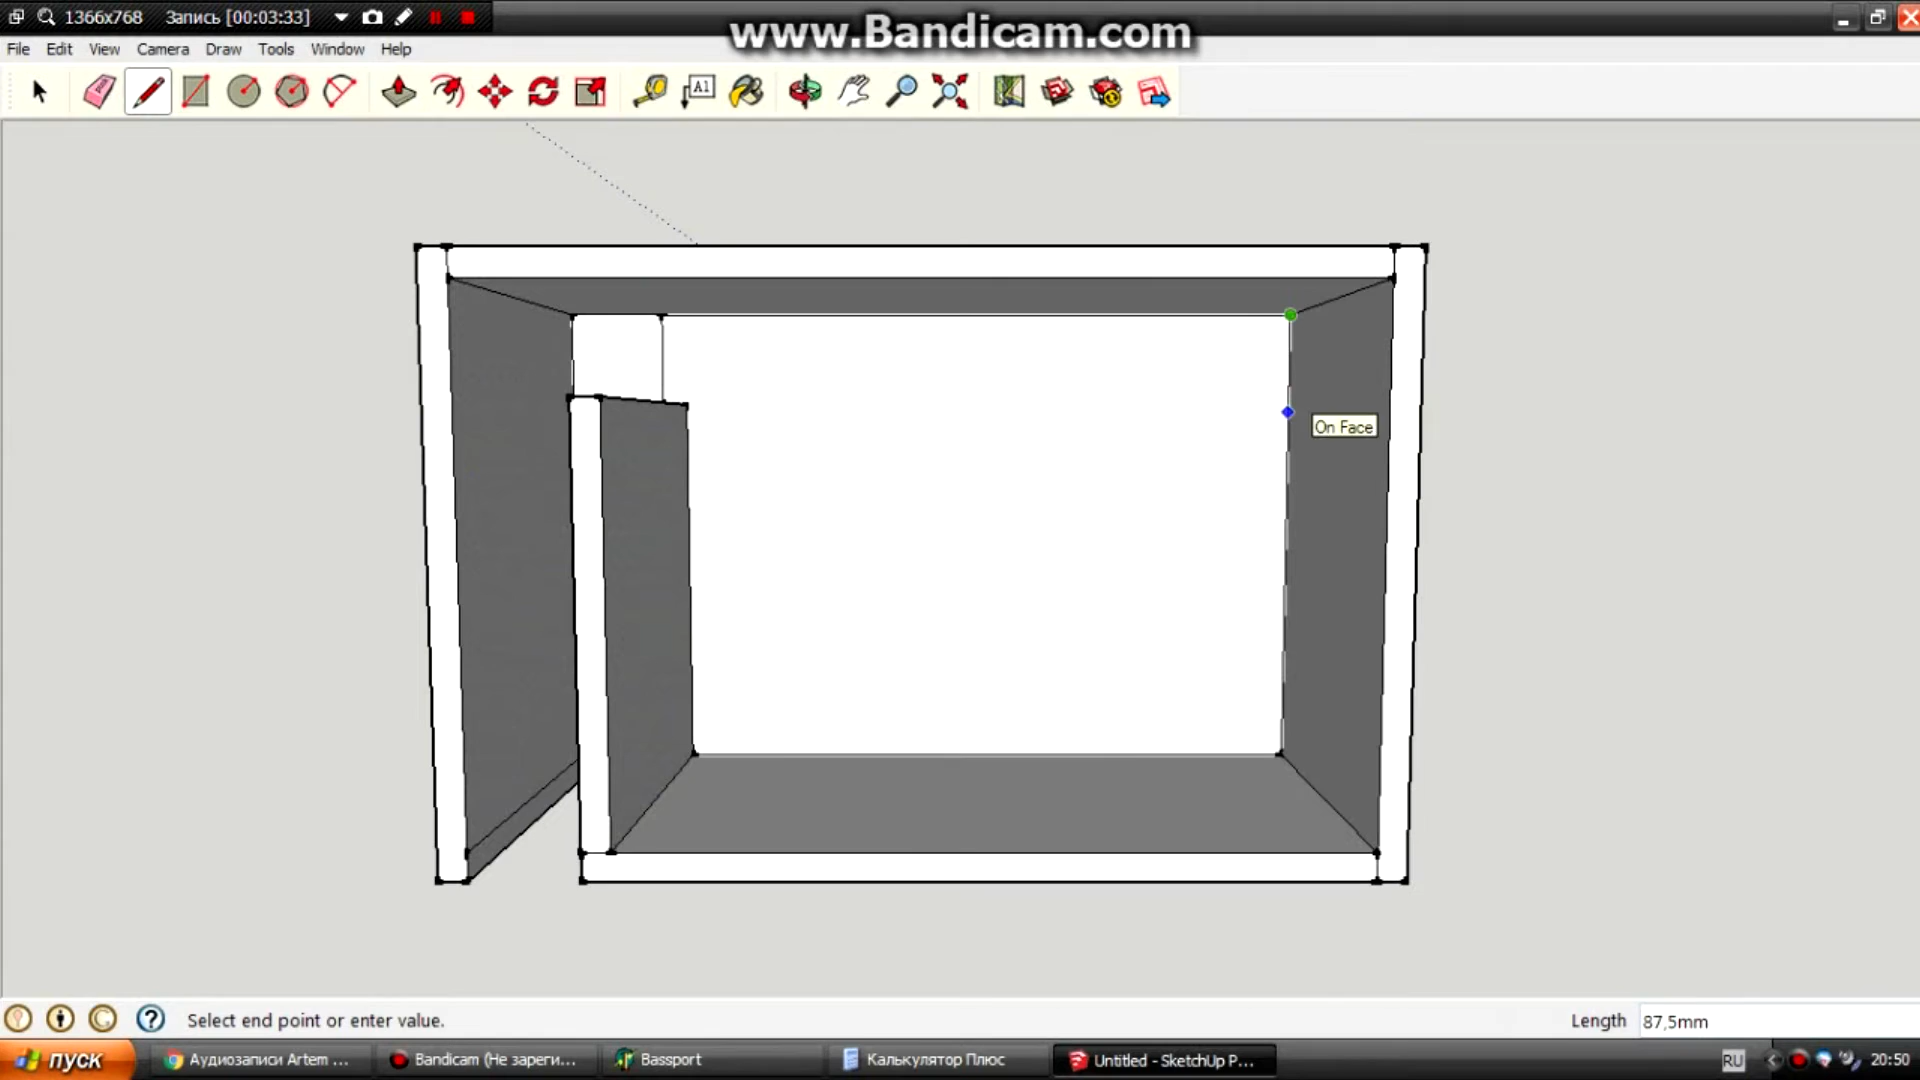 1366x768 Запись [00:03:33]
www.Bandicam.com
File Edit View Camera Draw Tools Window Help
A1
On Face
Select end point or enter value.
Length 87,5mm
пуск
Аудиозаписи Artem ...
Bandicam (Не зареги...
Bassport
Калькулятор Плюс
Untitled - SketchUp P...
RU
20:50